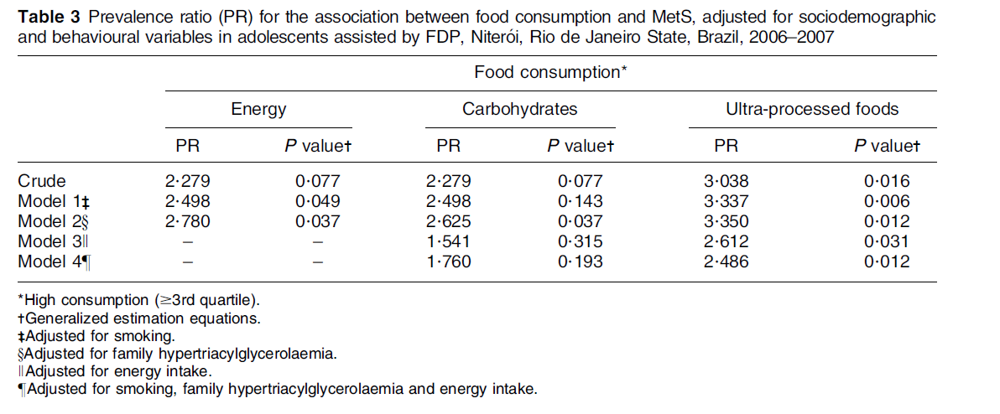 Table 3 Prevalence ratio (PR) for the association between food consumption and MetS, adjusted for sociodemographic
and behavioural variables in adolescents assisted by FDP, Niterói, Rio de Janeiro State, Brazil, 2006–2007
Food consumption*
Energy Carbohydrates Ultra-processed foods
PR P value† PR P value† PR P value†
Crude 2·279 0·077 2·279 0·077 3·038 0·016
Model 1‡ 2·498 0·049 2·498 0·143 3·337 0·006
Model 2§ 2·780 0·037 2·625 0·037 3·350 0·012
Model 3‖ – – 1·541 0·315 2·612 0·031
Model 4¶ – – 1·760 0·193 2·486 0·012
*High consumption (≥3rd quartile).
†Generalized estimation equations.
‡Adjusted for smoking.
§Adjusted for family hypertriacylglycerolaemia.
‖Adjusted for energy intake.
¶Adjusted for smoking, family hypertriacylglycerolaemia and energy intake.